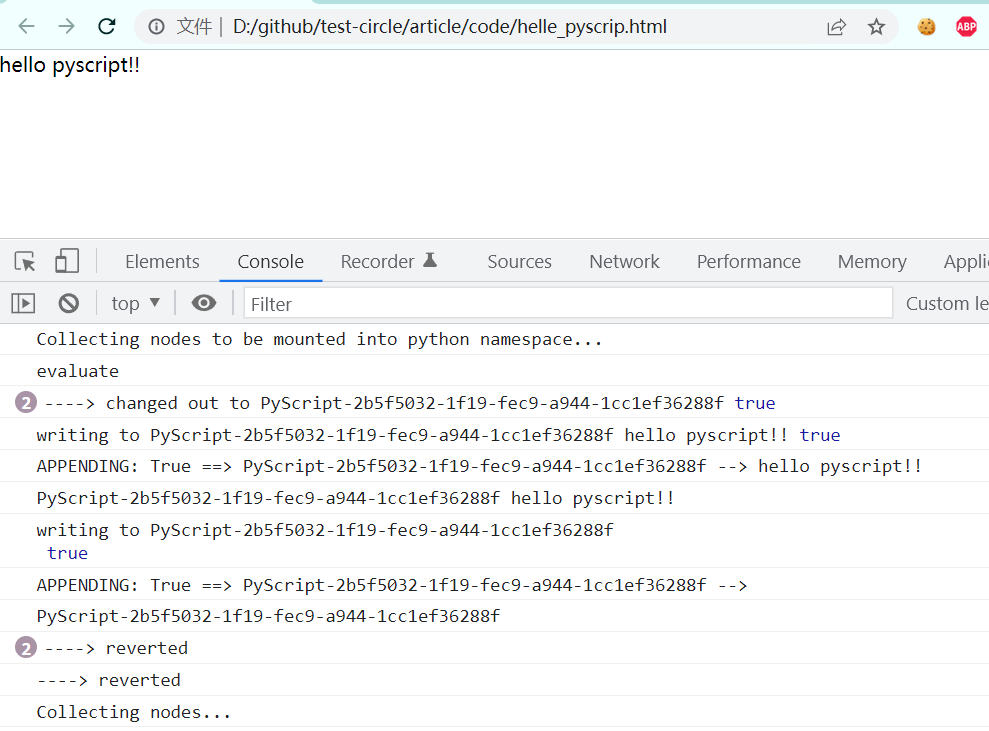 文件 | D:/github/test-circle/article/code/helle_pyscrip.html ABP
hello pyscript!!
Elements Console Recorder Sources Network Performance Memory Appli
top ▼ Filter Custom le
Collecting nodes to be mounted into python namespace...
evaluate
2 ----> changed out to PyScript-2b5f5032-1f19-fec9-a944-1cc1ef36288f true
writing to PyScript-2b5f5032-1f19-fec9-a944-1cc1ef36288f hello pyscript!! true
APPENDING: True ==> PyScript-2b5f5032-1f19-fec9-a944-1cc1ef36288f --> hello pyscript!!
PyScript-2b5f5032-1f19-fec9-a944-1cc1ef36288f hello pyscript!!
writing to PyScript-2b5f5032-1f19-fec9-a944-1cc1ef36288f
true
APPENDING: True ==> PyScript-2b5f5032-1f19-fec9-a944-1cc1ef36288f -->
PyScript-2b5f5032-1f19-fec9-a944-1cc1ef36288f
2 ----> reverted
----> reverted
Collecting nodes...